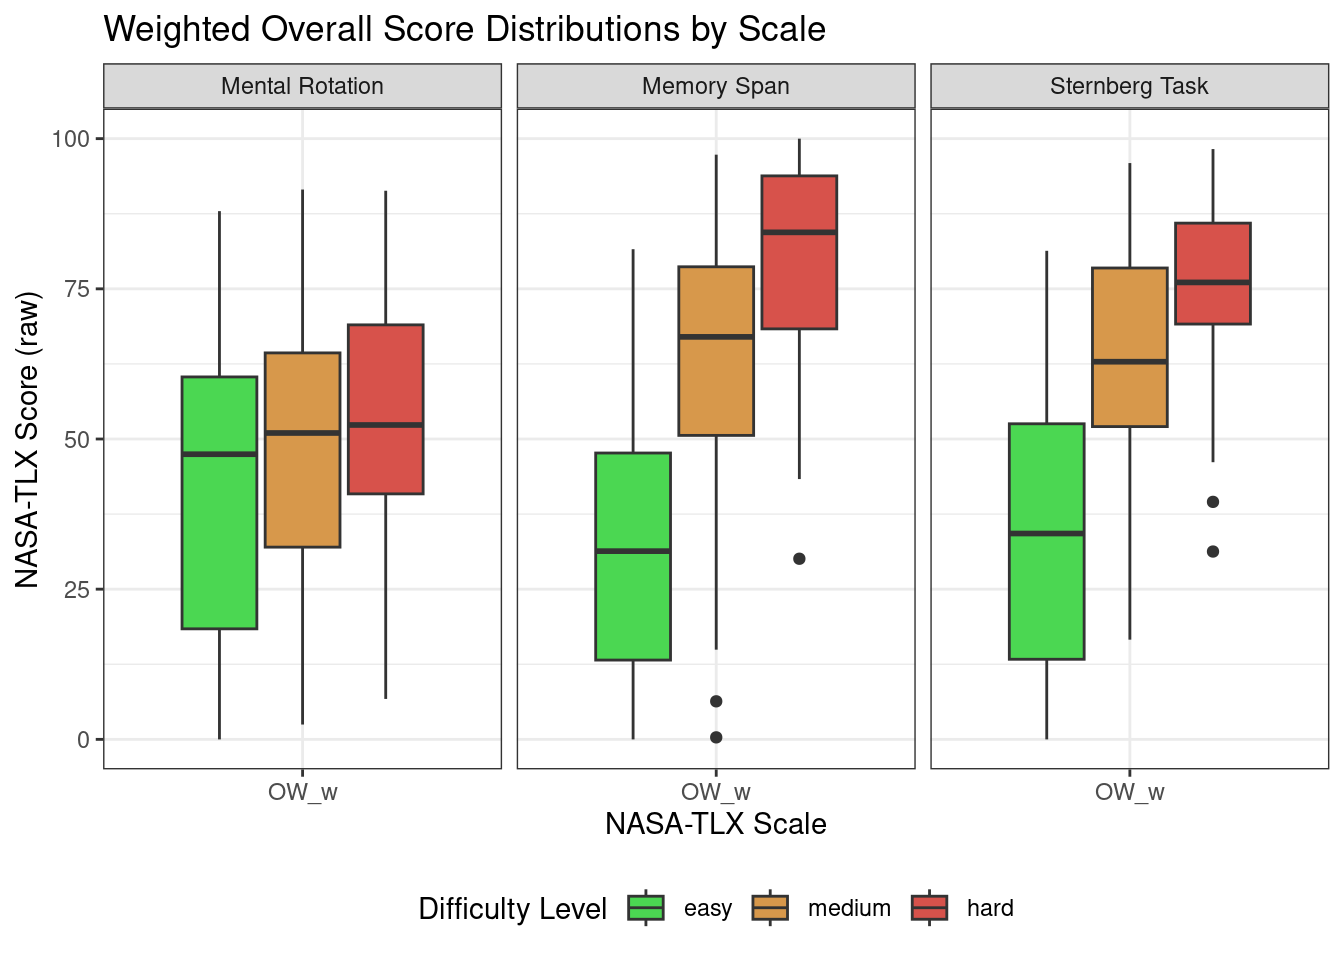 Weighted Overall Score Distributions by Scale
Mental Rotation
Memory Span
Sternberg Task
NASA-TLX Score (raw)
100
75
50
25
0
OW_w
OW_w
OW_w
NASA-TLX Scale
Difficulty Level easy medium hard